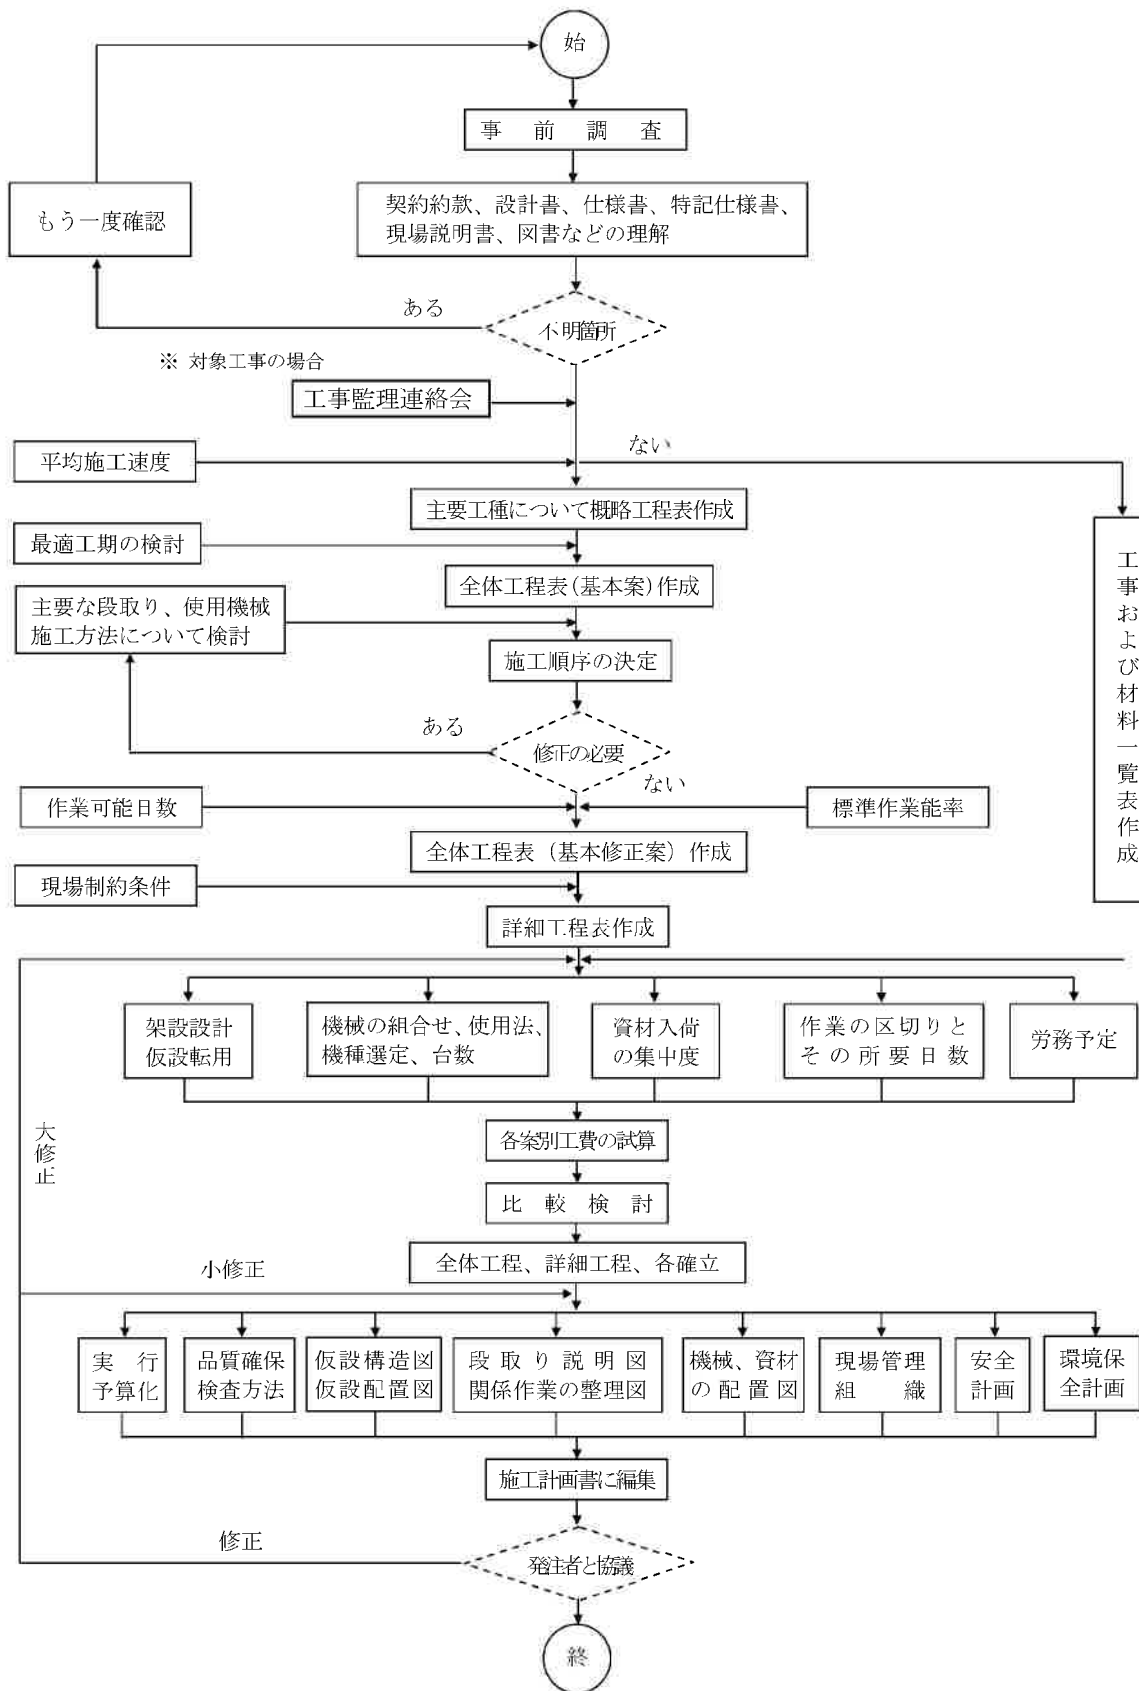 始
事前調査
契約約款、設計書、仕様書、特記仕様書、
現場説明書、図書などの理解
もう一度確認
ある
不明箇所
※ 対象工事の場合
工事監理連絡会
ない
平均施工速度
主要工種について概略工程表作成
最適工期の検討
全体工程表（基本案）作成
主要な段取り、使用機械
施工方法について検討
施工順序の決定
工事および材料一覧表作成
ある
修正の必要
ない
作業可能日数
標準作業能率
全体工程表（基本修正案）作成
現場制約条件
詳細工程表作成
架設設計
仮設転用
機械の組合せ、使用法、
機種選定、台数
資材入荷
の集中度
作業の区切りと
その所要日数
労務予定
大修正
各案別工費の試算
比較検討
全体工程、詳細工程、各確立
小修正
実行
予算化
品質確保
検査方法
仮設構造図
仮設配置図
段取り説明図
関係作業の整理図
機械、資材
の配置図
現場管理
組織
安全
計画
環境保
全計画
施工計画書に編集
修正
発注者と協議
終